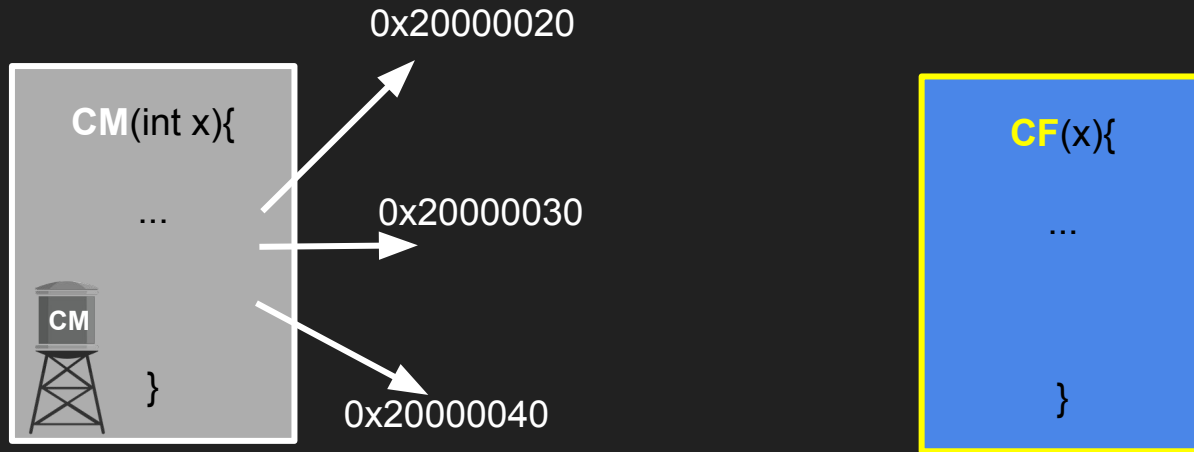 0x20000020
CM(int x){
...
0x20000030
CM
}
0x20000040
CF(x){
...
}